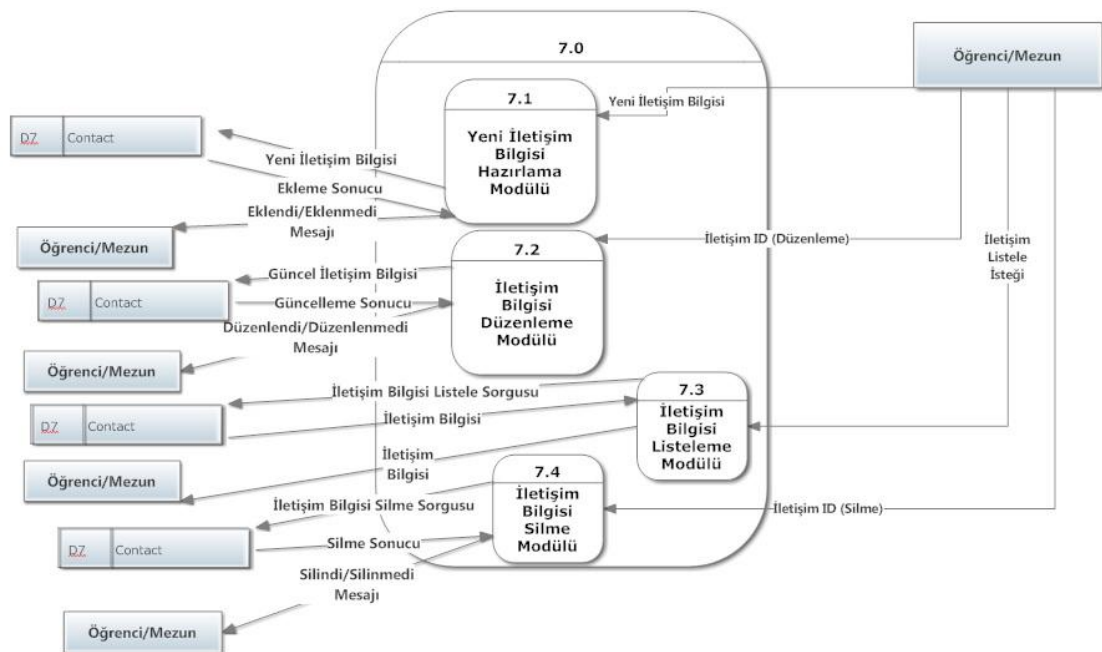 7.0
Öğrenci/Mezun
7.1
Yeni İletişim
Bilgisi
Hazırlama
Modülü
Yeni İletişim Bilgisi
D7 Contact
Yeni İletişim Bilgisi
Ekleme Sonucu
Eklendi/Eklenmedi
Mesajı
Öğrenci/Mezun
7.2
İletişim
Bilgisi
Düzenleme
Modülü
İletişim ID (Düzenleme)
İletişim
Listele
İsteği
Güncel İletişim Bilgisi
D7 Contact
Güncelleme Sonucu
Düzenlendi/Düzenlenmedi
Mesajı
Öğrenci/Mezun
7.3
İletişim
Bilgisi
Listeleme
Modülü
İletişim Bilgisi Listele Sorgusu
D7 Contact
İletişim Bilgisi
İletişim
Bilgisi
Öğrenci/Mezun
7.4
İletişim
Bilgisi
Silme
Modülü
İletişim Bilgisi Silme Sorgusu
İletişim ID (Silme)
D7 Contact
Silme Sonucu
Silindi/Silinmedi
Mesajı
Öğrenci/Mezun